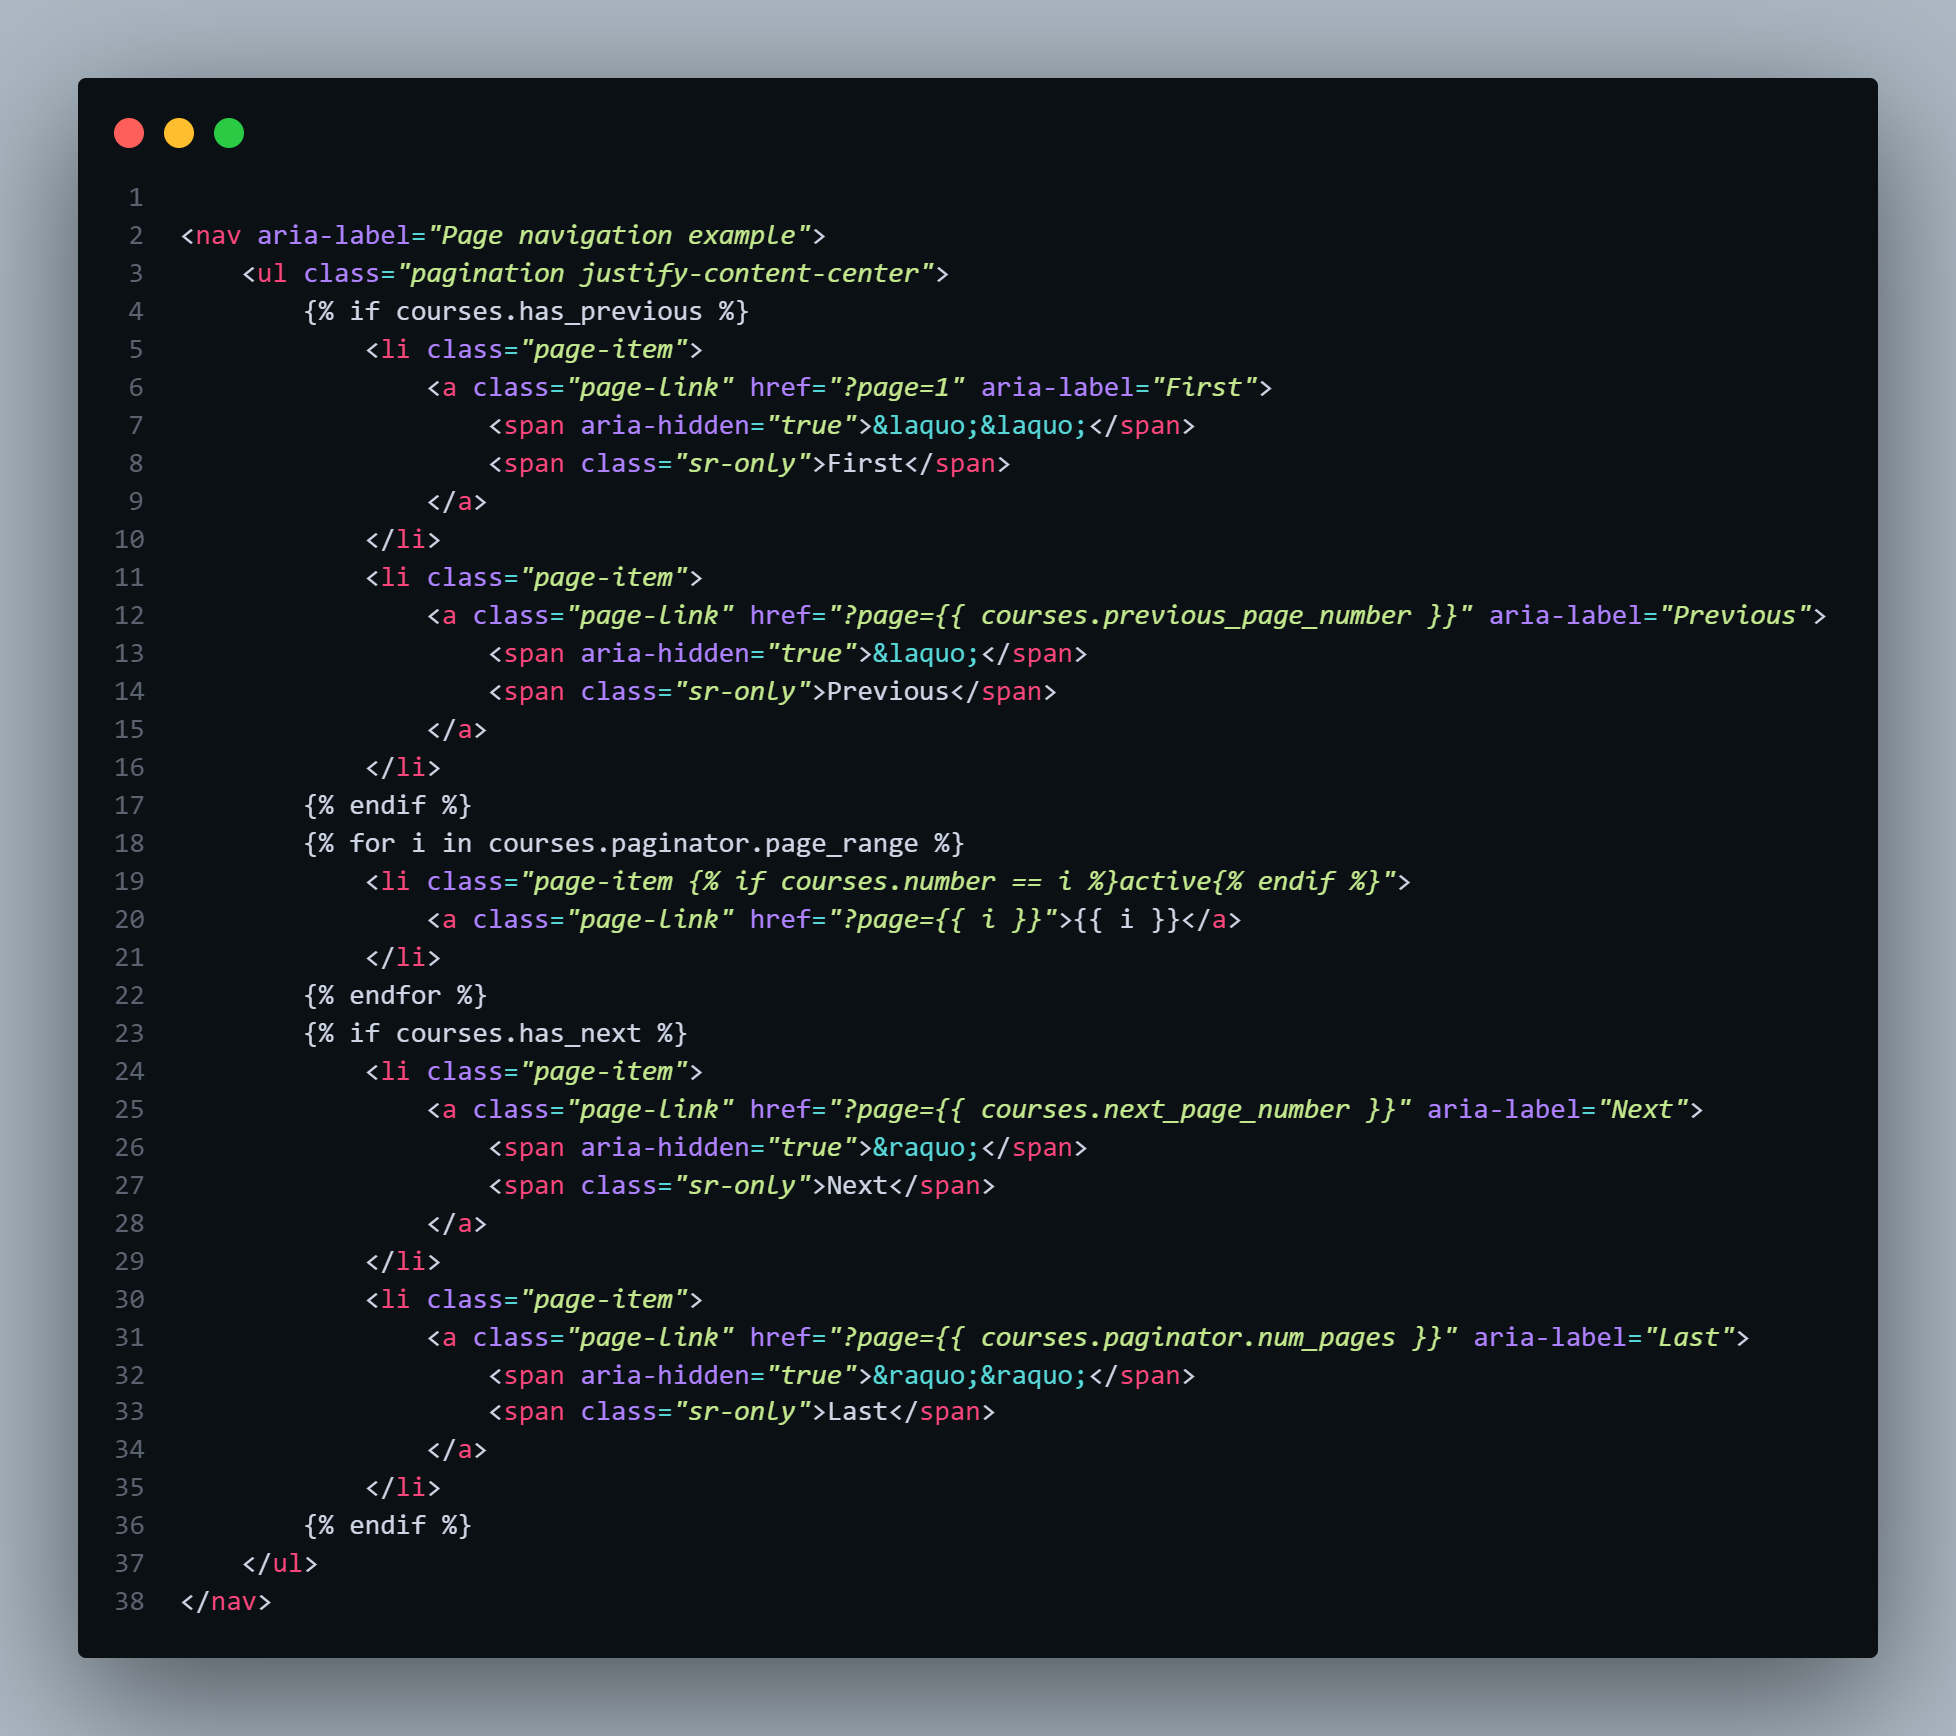 1
2 <nav aria-label="Page navigation example">
3     <ul class="pagination justify-content-center">
4         {% if courses.has_previous %}
5             <li class="page-item">
6                 <a class="page-link" href="?page=1" aria-label="First">
7                     <span aria-hidden="true">&laquo;&laquo;</span>
8                     <span class="sr-only">First</span>
9                 </a>
10             </li>
11             <li class="page-item">
12                 <a class="page-link" href="?page={{ courses.previous_page_number }}" aria-label="Previous">
13                     <span aria-hidden="true">&laquo;</span>
14                     <span class="sr-only">Previous</span>
15                 </a>
16             </li>
17         {% endif %}
18         {% for i in courses.paginator.page_range %}
19             <li class="page-item {% if courses.number == i %}active{% endif %}">
20                 <a class="page-link" href="?page={{ i }}">{{ i }}</a>
21             </li>
22         {% endfor %}
23         {% if courses.has_next %}
24             <li class="page-item">
25                 <a class="page-link" href="?page={{ courses.next_page_number }}" aria-label="Next">
26                     <span aria-hidden="true">&raquo;</span>
27                     <span class="sr-only">Next</span>
28                 </a>
29             </li>
30             <li class="page-item">
31                 <a class="page-link" href="?page={{ courses.paginator.num_pages }}" aria-label="Last">
32                     <span aria-hidden="true">&raquo;&raquo;</span>
33                     <span class="sr-only">Last</span>
34                 </a>
35             </li>
36         {% endif %}
37     </ul>
38 </nav>